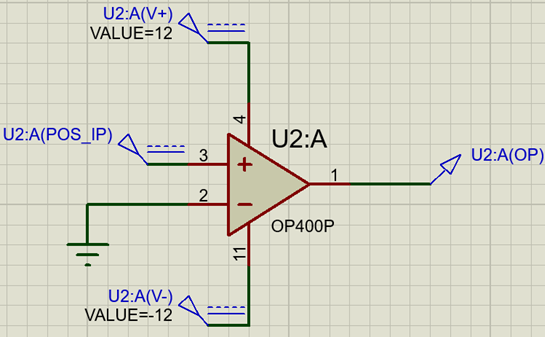 U2:A(V+)
VALUE=12
4
U2:A
U2:A(POS_IP)
3
1
U2:A(OP)
2
OP400P
11
U2:A(V-)
VALUE=-12